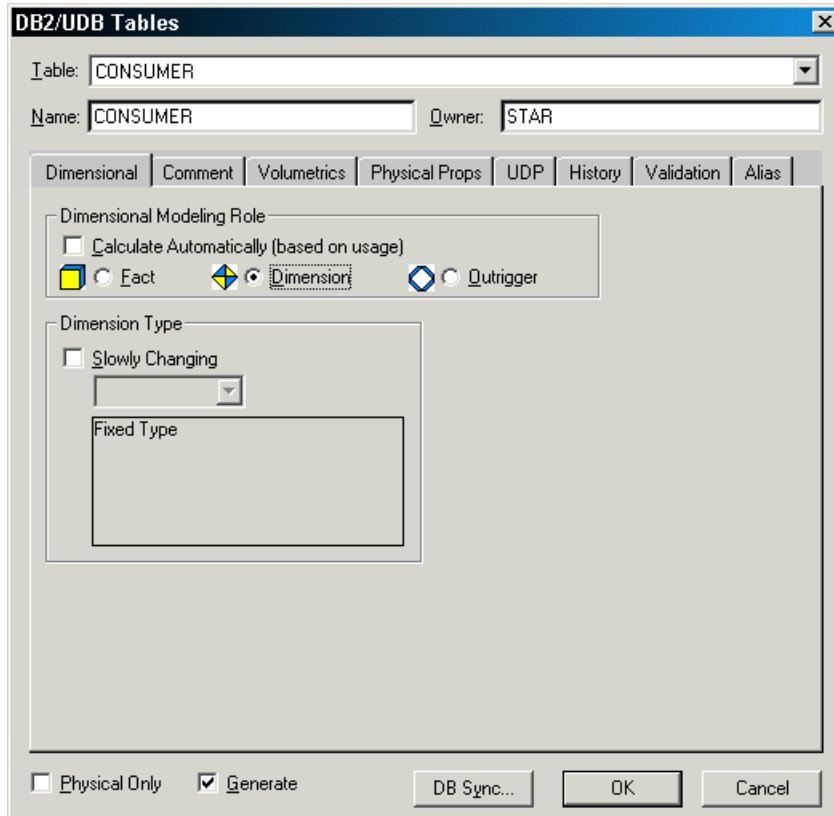 DB2/UDB Tables
Table: CONSUMER
Name: CONSUMER Owner: STAR
Dimensional Comment Volumetrics Physical Props UDP History Validation Alias
Dimensional Modeling Role
Calculate Automatically (based on usage)
Fact Dimension Outrigger
Dimension Type
Slowly Changing
Fixed Type
Physical Only Generate DB Sync... OK Cancel